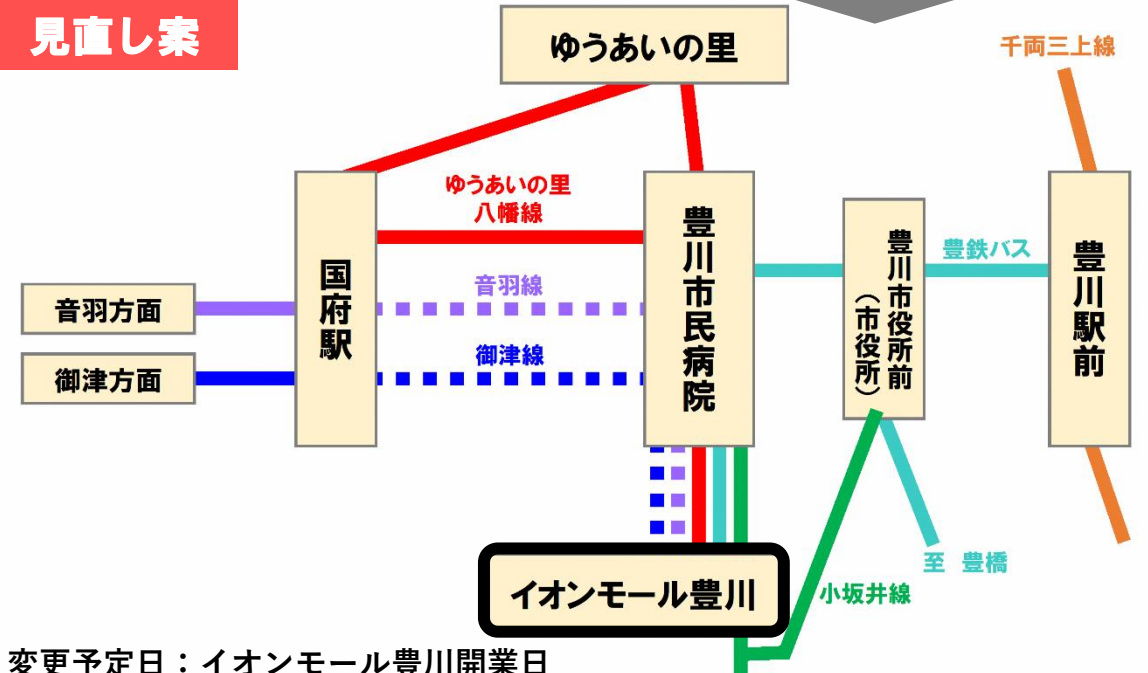 見直し案
ゆうあいの里
千両三上線
ゆうあいの里
八幡線
豊川市民病院
豊川市役所前
（市役所）
豊鉄バス
豊川駅前
国府駅
音羽線
音羽方面
御津線
御津方面
至 豊橋
イオンモール豊川
小坂井線
変更予定日：イオンモール豊川開業日